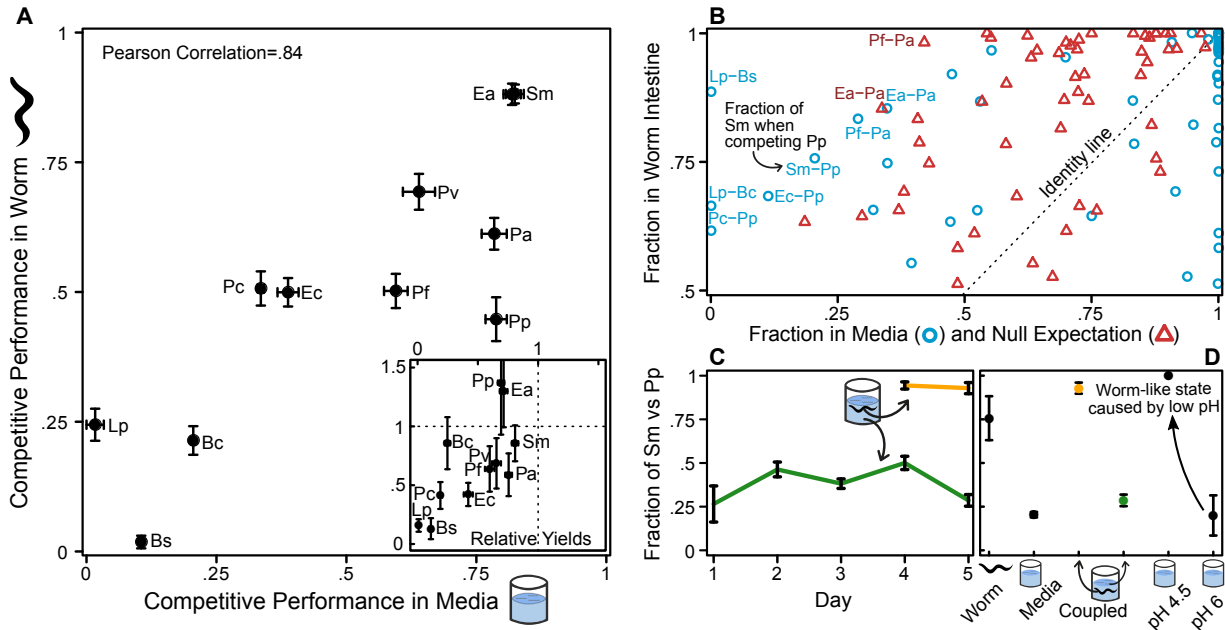 A
Pearson Correlation=.84
Competitive Performance in Worm
1
.75
.5
.25
0
Ea
Sm
Pv
Pa
Pc
Ec
Pf
Pp
Lp
Bc
Bs
0
.25
.5
.75
1
Competitive Performance in Media
0
1
1.5
1
.5
0
Pp
Ea
Bc
Sm
Pv
Pf
Pa
Pc
Ec
Lp
Bs
Relative Yields
B
Fraction in Worm Intestine
1
.75
.5
Pf−Pa
Lp−Bs
Ea−Pa
Ea−Pa
Fraction of
Sm when
competing Pp
Pf−Pa
Sm−Pp
Lp−Bc
Ec−Pp
Pc−Pp
Identity line
0
.25
.5
.75
1
Fraction in Media ( ) and Null Expectation ( )
C
Fraction of Sm vs Pp
1
.75
.5
.25
0
1
2
3
4
5
Day
D
Worm-like state
caused by low pH
Worm
Media
Coupled
pH 4.5
pH 6